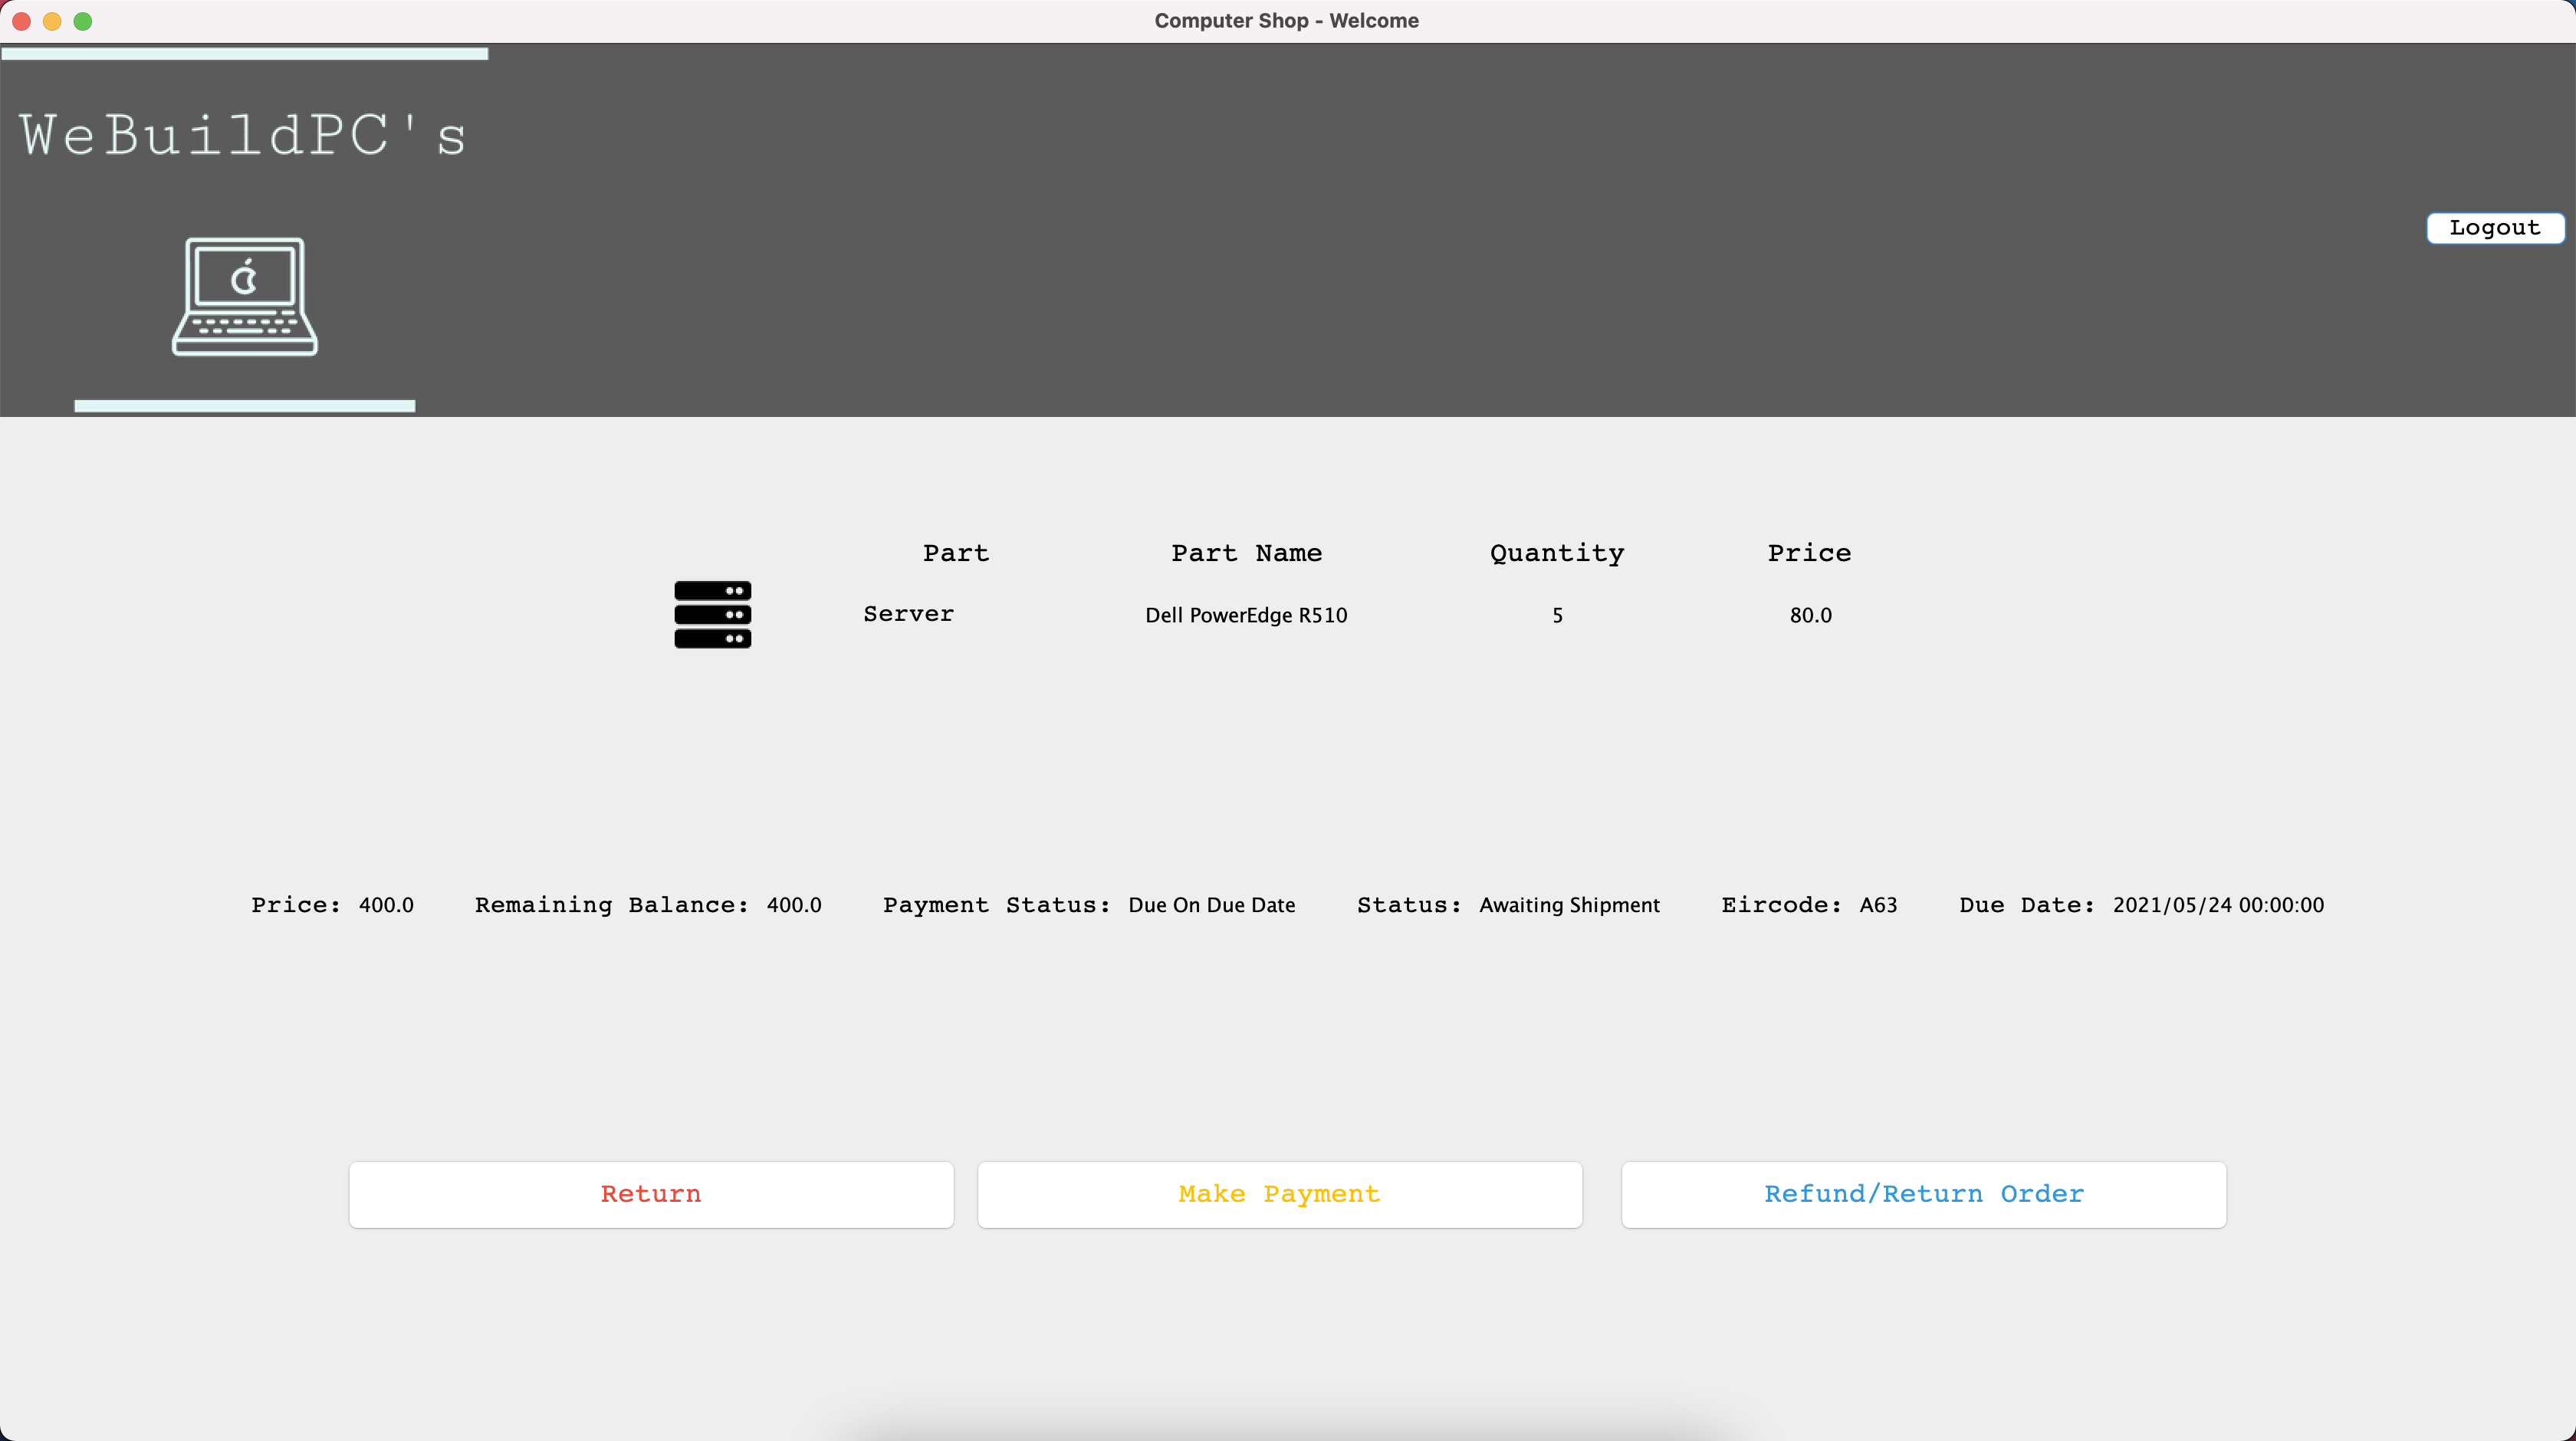 Computer Shop - Welcome
WeBuildPC's
Logout
Part Part Name Quantity Price
Server Dell PowerEdge R510 5 80.0
Price: 400.0 Remaining Balance: 400.0 Payment Status: Due On Due Date Status: Awaiting Shipment Eircode: A63 Due Date: 2021/05/24 00:00:00
Return Make Payment Refund/Return Order